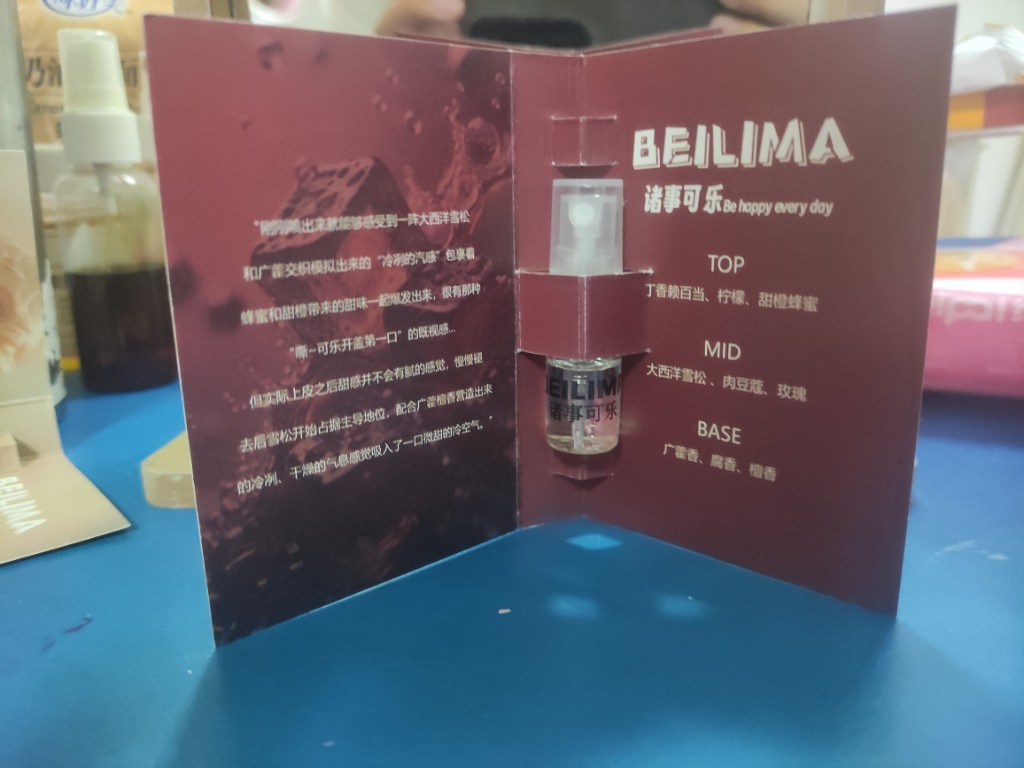 "刚刚喷出来就能够感受到一阵大西洋雪松
和广藿交织模拟出来的"冷冽的汽感"包裹着
蜂蜜和甜橙带来的甜味一起爆发出来，很有那种
"嘶-可乐开盖第一口"的既视感...
但实际上皮之后甜感并不会有腻的感觉，慢慢褪
去后雪松开始占据主导地位，配合广藿檀香营造出来
的冷冽、干燥的气息感觉吸入了一口微甜的冷空气。"
BEILIMA
诸事可乐 Be happy every day
TOP
丁香赖百当、柠檬、甜橙蜂蜜
MID
大西洋雪松、肉豆蔻、玫瑰
BASE
广藿香、腐香、檀香
BEILIMA
诸事可乐
BEILIMA